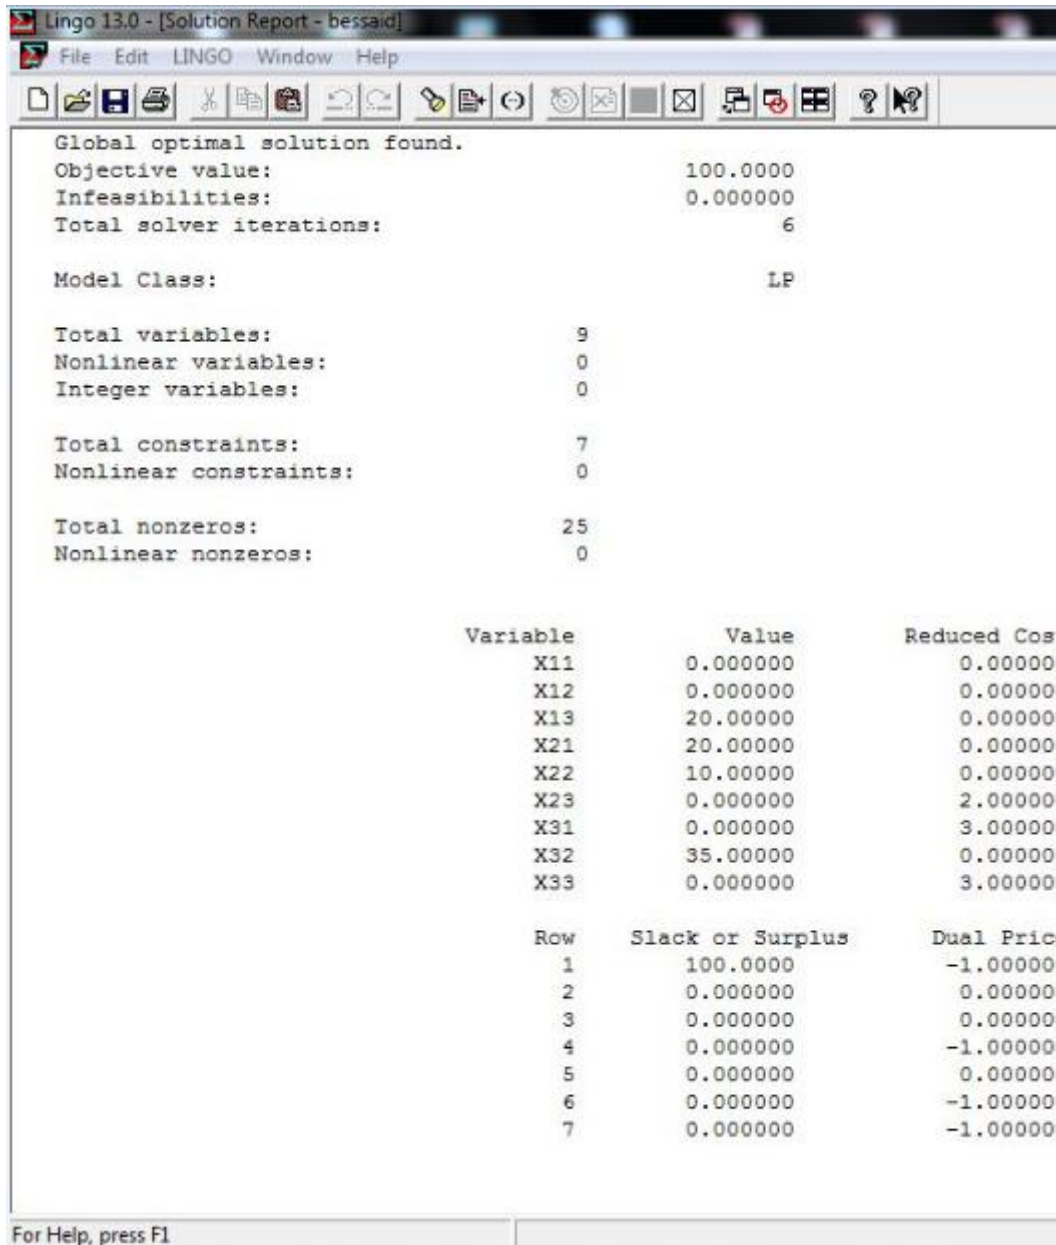 Lingo 13.0 - [Solution Report - bessaid]
File Edit LINGO Window Help
Global optimal solution found.
Objective value: 100.0000
Infeasibilities: 0.000000
Total solver iterations: 6
Model Class: LP
Total variables: 9
Nonlinear variables: 0
Integer variables: 0
Total constraints: 7
Nonlinear constraints: 0
Total nonzeros: 25
Nonlinear nonzeros: 0
Variable Value Reduced Cos
X11 0.000000 0.00000
X12 0.000000 0.00000
X13 20.00000 0.00000
X21 20.00000 0.00000
X22 10.00000 0.00000
X23 0.000000 2.00000
X31 0.000000 3.00000
X32 35.00000 0.00000
X33 0.000000 3.00000
Row Slack or Surplus Dual Pric
1 100.0000 -1.00000
2 0.000000 0.00000
3 0.000000 0.00000
4 0.000000 -1.00000
5 0.000000 0.00000
6 0.000000 -1.00000
7 0.000000 -1.00000
For Help, press F1